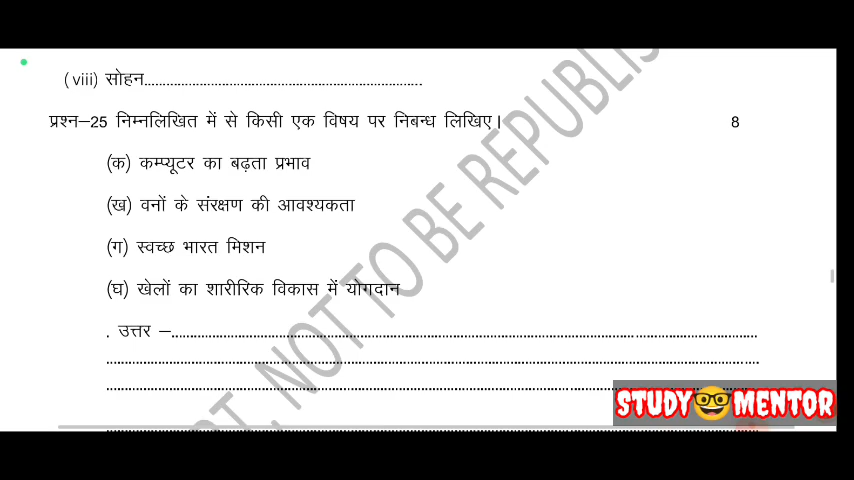 (viii) सोहन..........................................................................
प्रश्न–25 निम्नलिखित में से किसी एक विषय पर निबन्ध लिखिए। 8
(क) कम्प्यूटर का बढ़ता प्रभाव
(ख) वनों के संरक्षण की आवश्यकता
(ग) स्वच्छ भारत मिशन
(घ) खेलों का शारीरिक विकास में योगदान
. उत्तर –..........................................................................
NOT TO BE REPUBLIS
STUDY MENTOR